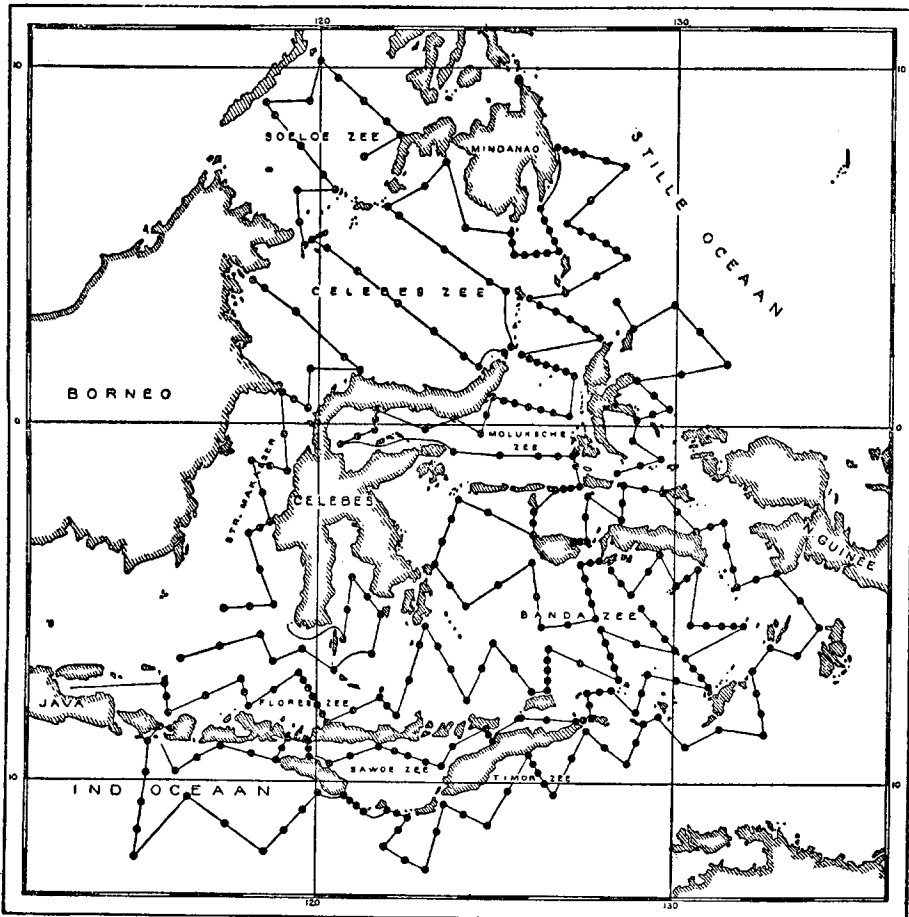 120
130
10
10
SOELOE ZEE
MINDANAO
STILLE OCEAAN
CELEBES ZEE
BORNEO
0
0
MOLUKSCHE ZEE
STR. MAKASSER
CELEBES
GUINEE
BANDA ZEE
JAVA
FLORES ZEE
SAWOE ZEE
TIMOR ZEE
10
IND OCEAAN
10
120
130